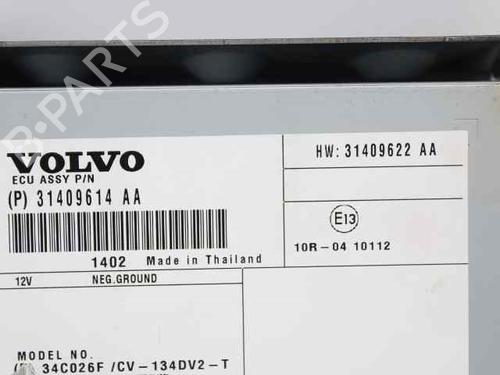 B-PARTS
VOLVO
ECU ASSY P/N
(P) 31409614 AA
1402 Made in Thailand
HW: 31409622 AA
E13
10R-04 10112
12V NEG.GROUND
MODEL NO.
34C026F /CV-134DV2-T